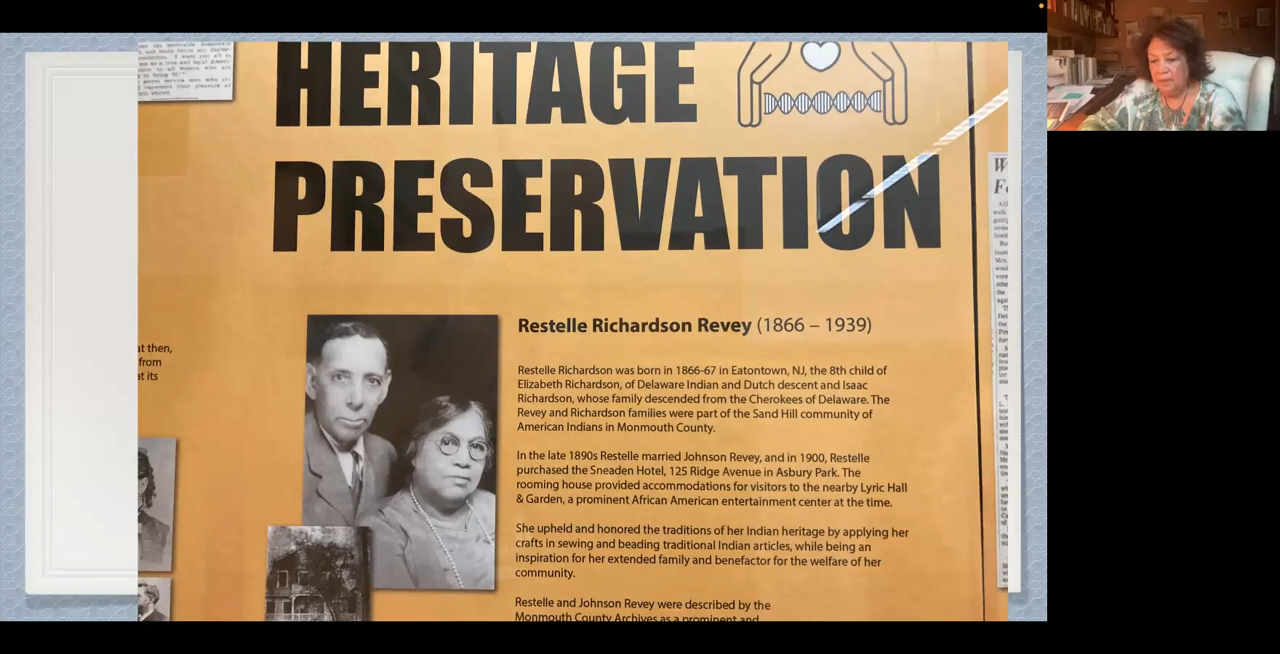 HERITAGE
PRESERVATION
at then,
from
at its
Restelle Richardson Revey (1866 – 1939)
Restelle Richardson was born in 1866-67 in Eatontown, NJ, the 8th child of
Elizabeth Richardson, of Delaware Indian and Dutch descent and Isaac
Richardson, whose family descended from the Cherokees of Delaware. The
Revey and Richardson families were part of the Sand Hill community of
American Indians in Monmouth County.
In the late 1890s Restelle married Johnson Revey, and in 1900, Restelle
purchased the Sneaden Hotel, 125 Ridge Avenue in Asbury Park. The
rooming house provided accommodations for visitors to the nearby Lyric Hall
& Garden, a prominent African American entertainment center at the time.
She upheld and honored the traditions of her Indian heritage by applying her
crafts in sewing and beading traditional Indian articles, while being an
inspiration for her extended family and benefactor for the welfare of her
community.
Restelle and Johnson Revey were described by the
Monmouth County Archives as a prominent and